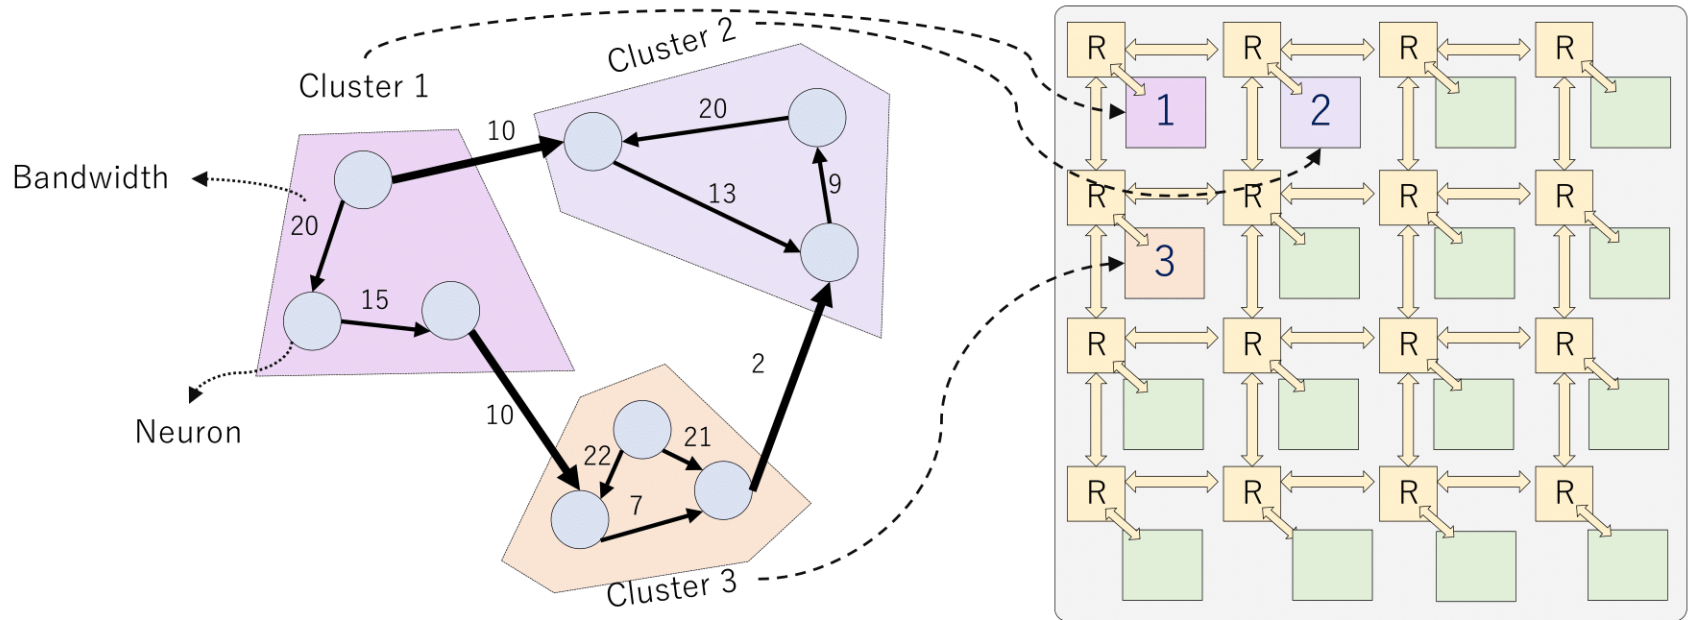 Cluster 1
Cluster 2
Bandwidth
Neuron
Cluster 3
20
15
10
20
13
9
10
2
22
21
7
R R R R
1 2
R R R R
3
R R R R
R R R R